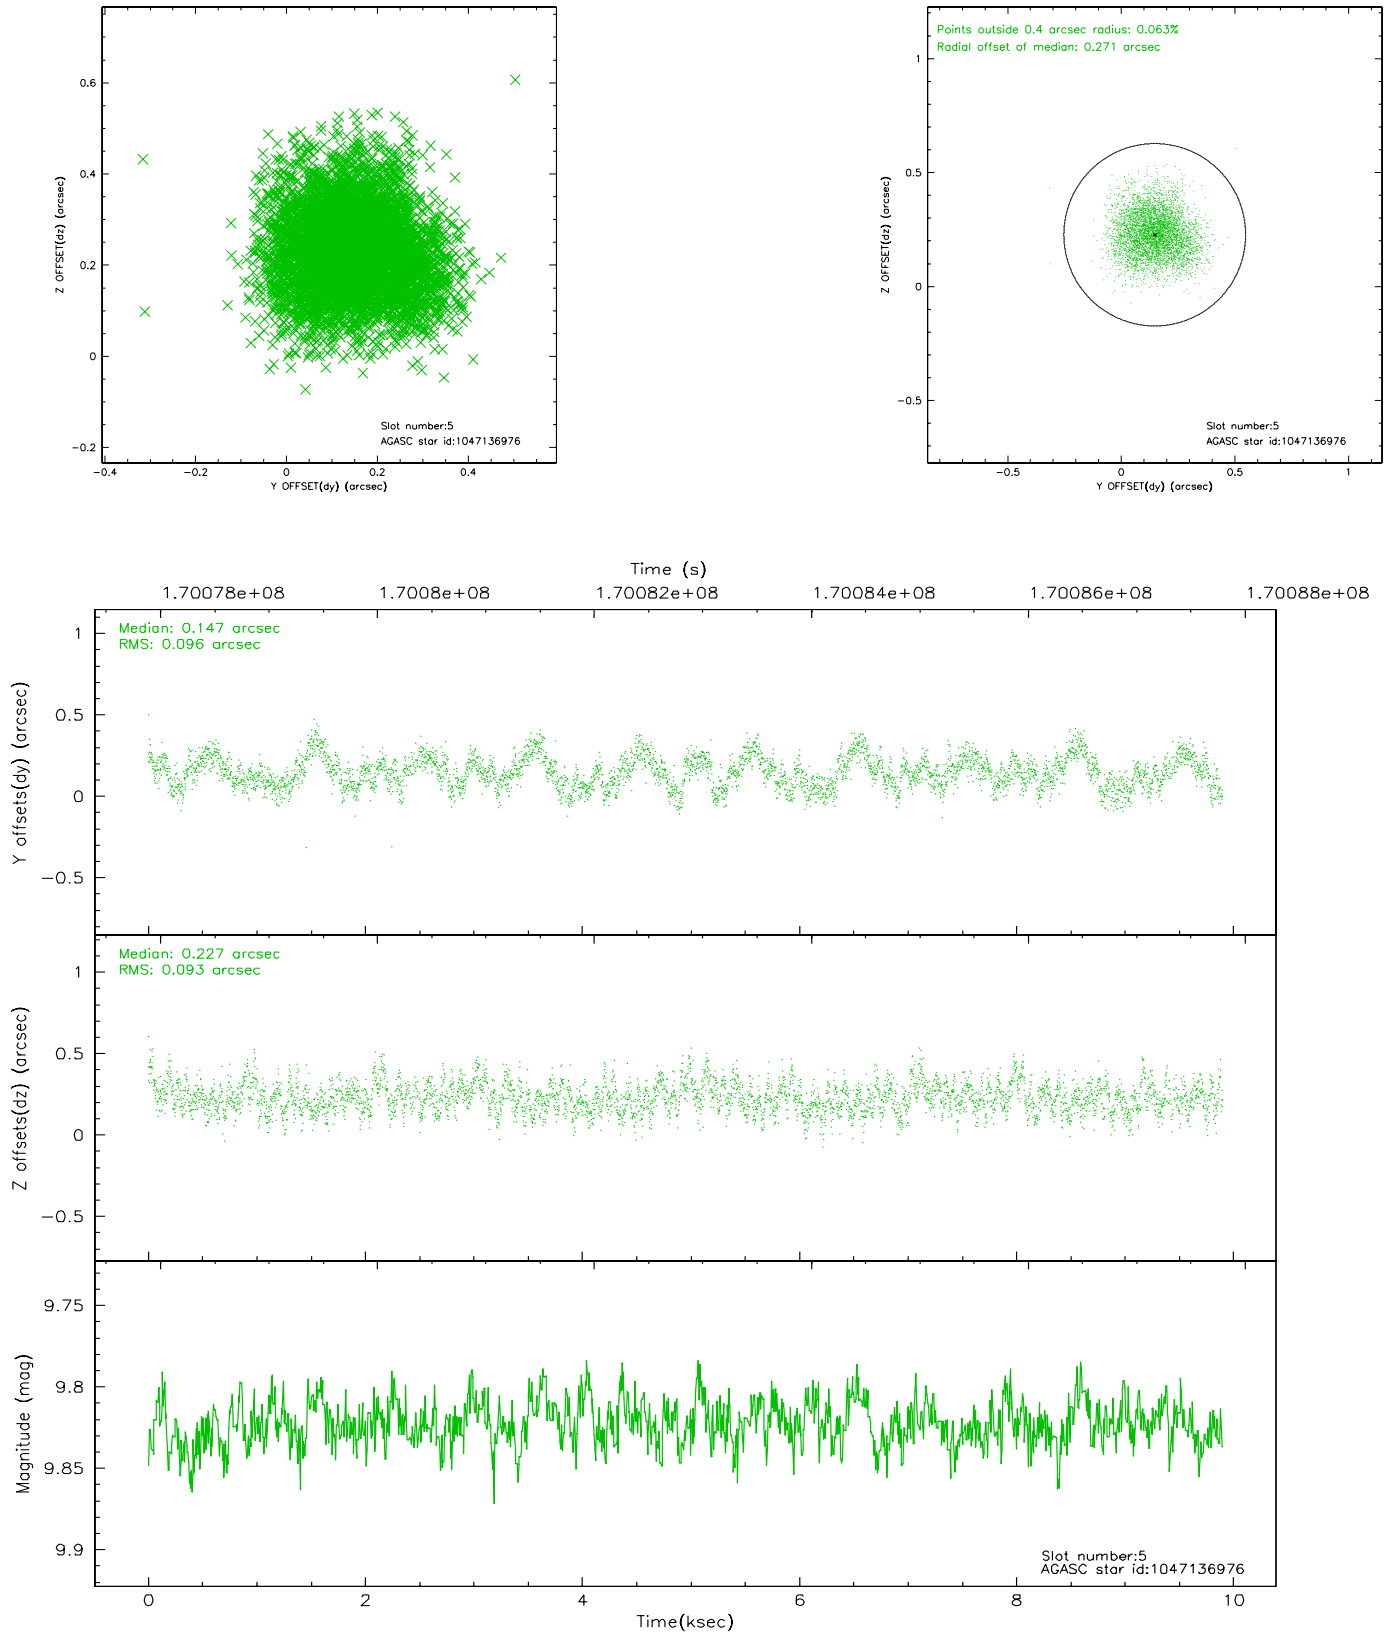 Points outside 0.4 arcsec radius: 0.063%
Radial offset of median: 0.271 arcsec
0.6
0.4
0.2
0
−0.2
−0.4
−0.2
0
0.2
0.4
Z OFFSET(dz) (arcsec)
Y OFFSET(dy) (arcsec)
Slot number:5
AGASC star id:1047136976
1
0.5
0
−0.5
−0.5
0
0.5
1
Z OFFSET(dz) (arcsec)
Y OFFSET(dy) (arcsec)
Slot number:5
AGASC star id:1047136976
Time (s)
1.70078e+08
1.7008e+08
1.70082e+08
1.70084e+08
1.70086e+08
1.70088e+08
Median: 0.147 arcsec
RMS: 0.096 arcsec
1
0.5
0
−0.5
Y offsets(dy) (arcsec)
Median: 0.227 arcsec
RMS: 0.093 arcsec
1
0.5
0
−0.5
Z offsets(dz) (arcsec)
9.75
9.8
9.85
9.9
Magnitude (mag)
Slot number:5
AGASC star id:1047136976
0
2
4
6
8
10
Time(ksec)